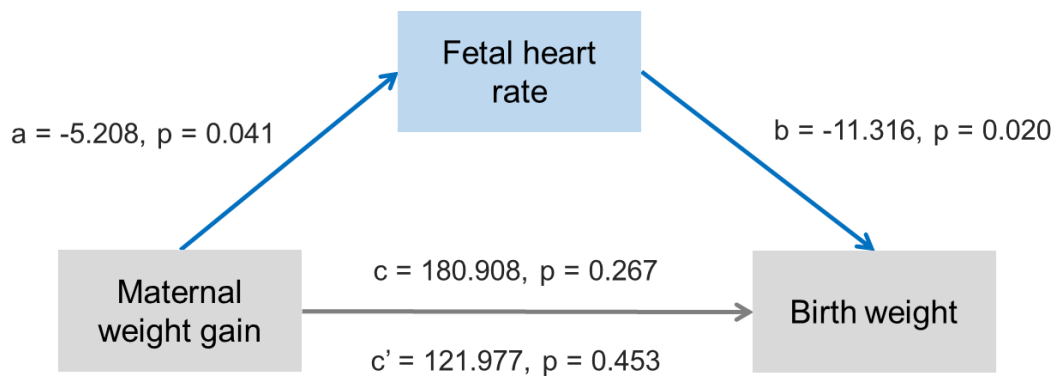 Fetal heart
rate
a = -5.208, p = 0.041
b = -11.316, p = 0.020
Maternal
weight gain
c = 180.908, p = 0.267
Birth weight
c’ = 121.977, p = 0.453